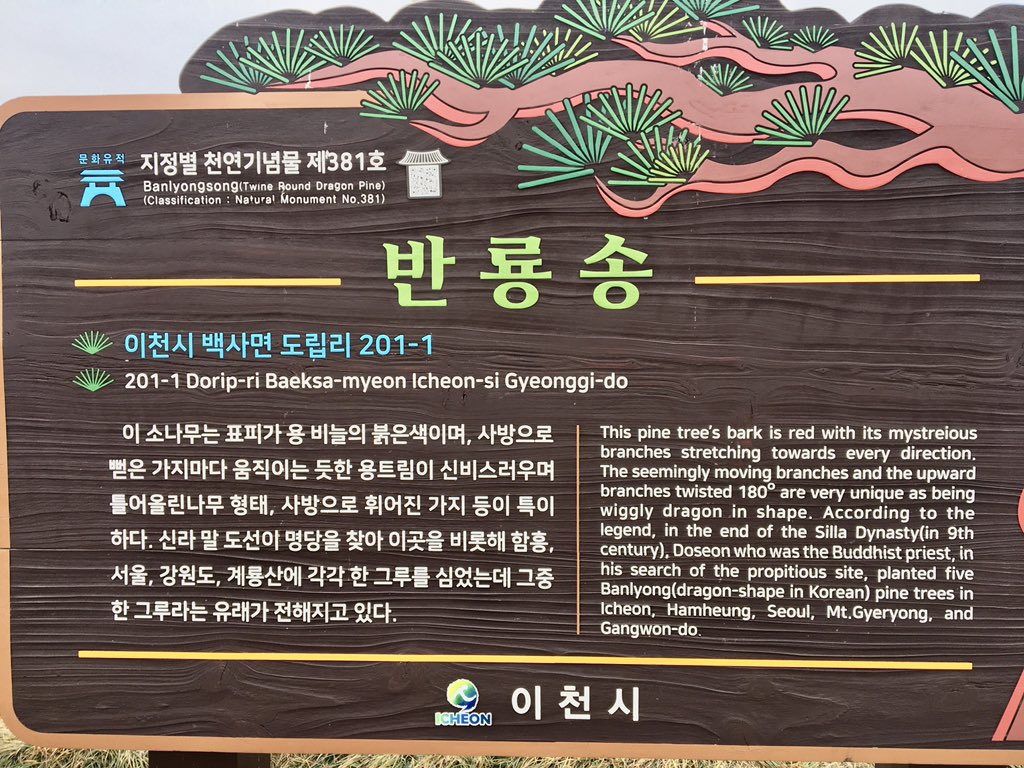 문화유적
지정별 천연기념물 제381호
Banlyongsong(Twine Round Dragon Pine)
(Classification : Natural Monument No.381)
반룡송
이천시 백사면 도립리 201-1
201-1 Dorip-ri Baeksa-myeon Icheon-si Gyeonggi-do
이 소나무는 표피가 용 비늘의 붉은색이며, 사방으로
뻗은 가지마다 움직이는 듯한 용트림이 신비스러우며
틀어올린나무 형태, 사방으로 휘어진 가지 등이 특이
하다. 신라 말 도선이 명당을 찾아 이곳을 비롯해 함흥,
서울, 강원도, 계룡산에 각각 한 그루를 심었는데 그중
한 그루라는 유래가 전해지고 있다.
This pine tree's bark is red with its mystreious
branches stretching towards every direction.
The seemingly moving branches and the upward
branches twisted 180° are very unique as being
wiggly dragon in shape. According to the
legend, in the end of the Silla Dynasty(in 9th
century), Doseon who was the Buddhist priest, in
his search of the propitious site, planted five
Banlyong(dragon-shape in Korean) pine trees in
Icheon, Hamheung, Seoul, Mt.Gyeryong, and
Gangwon-do.
ICHEON
이천시